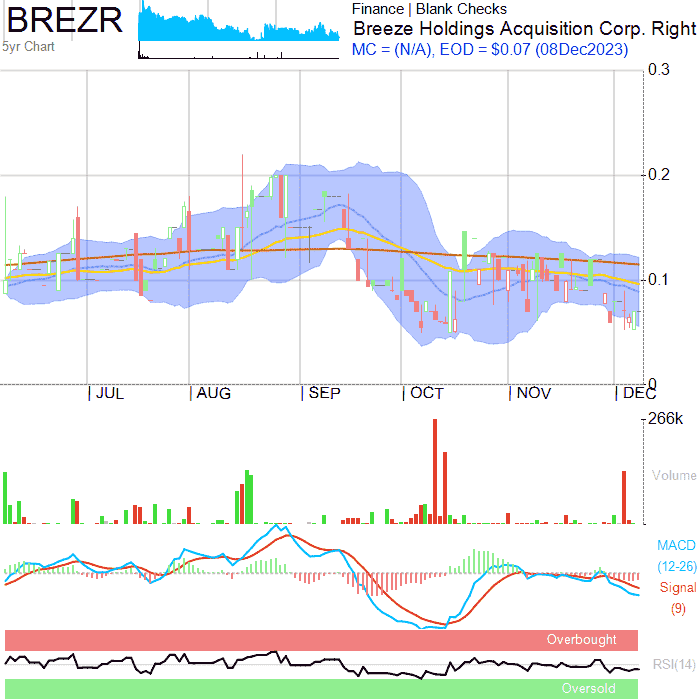 BREZR
5yr Chart
Finance | Blank Checks
Breeze Holdings Acquisition Corp. Right
MC = (N/A), EOD = $0.07 (08Dec2023)
0.3
0.2
0.1
0
JUL AUG SEP OCT NOV DEC
266k
Volume
MACD
(12-26)
Signal
(9)
Overbought
RSI(14)
Oversold